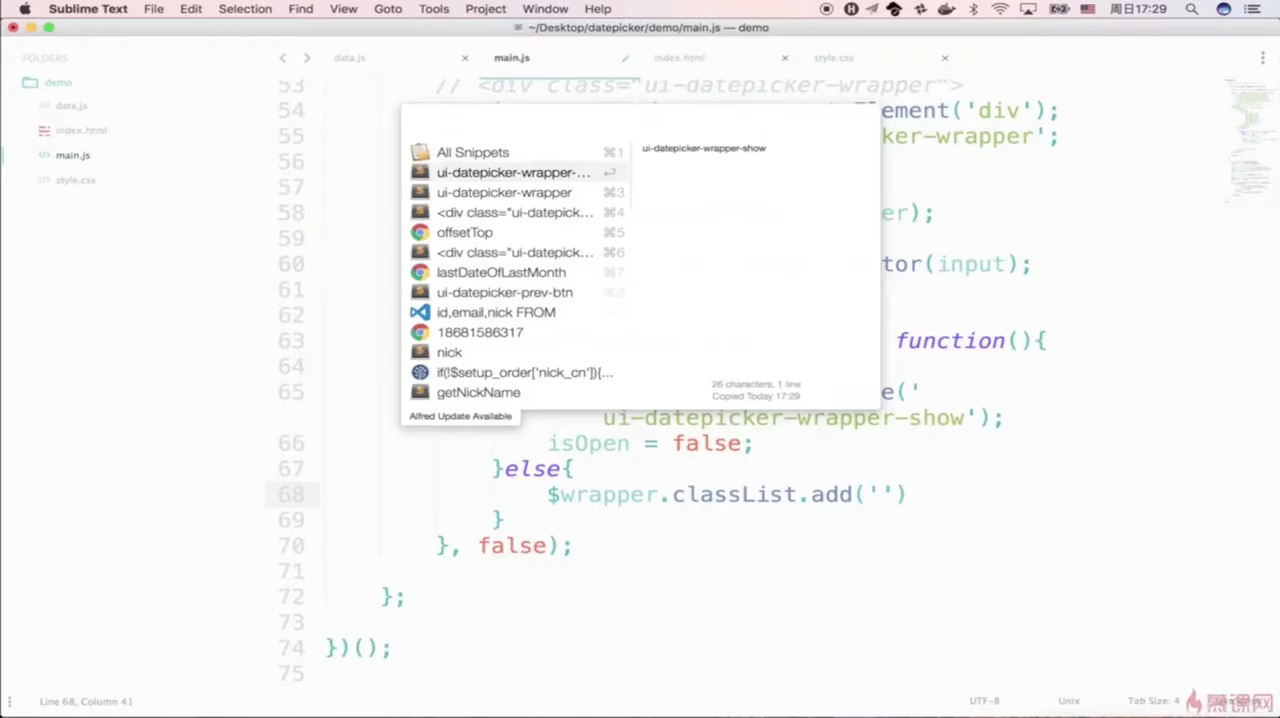 Sublime Text File Edit Selection Find View Goto Tools Project Window Help 周日17:29
~/Desktop/datepicker/demo/main.js — demo
FOLDERS
demo
data.js
index.html
main.js
style.css
data.js main.js index.html style.css
53 // <div class="ui-datepicker-wrapper">
54 Element('div');
55 ker-wrapper';
56
57
58 er);
59
60 tor(input);
61
62
63 function(){
64
65 e('
ui-datepicker-wrapper-show');
66 isOpen = false;
67 }else{
68 $wrapper.classList.add('')
69 }
70 }, false);
71
72 };
73
74 })();
75
All Snippets ⌘1
ui-datepicker-wrapper-... ↩
ui-datepicker-wrapper ⌘3
<div class="ui-datepick... ⌘4
offsetTop ⌘5
<div class="ui-datepick... ⌘6
lastDateOfLastMonth ⌘7
ui-datepicker-prev-btn ⌘8
id,email,nick FROM
18681586317
nick
if(!$setup_order['nick_cn']){...
getNickName
Alfred Update Available
ui-datepicker-wrapper-show
26 characters, 1 line
Copied Today 17:29
Line 68, Column 41 UTF-8 Unix Tab Size: 4
慕课网